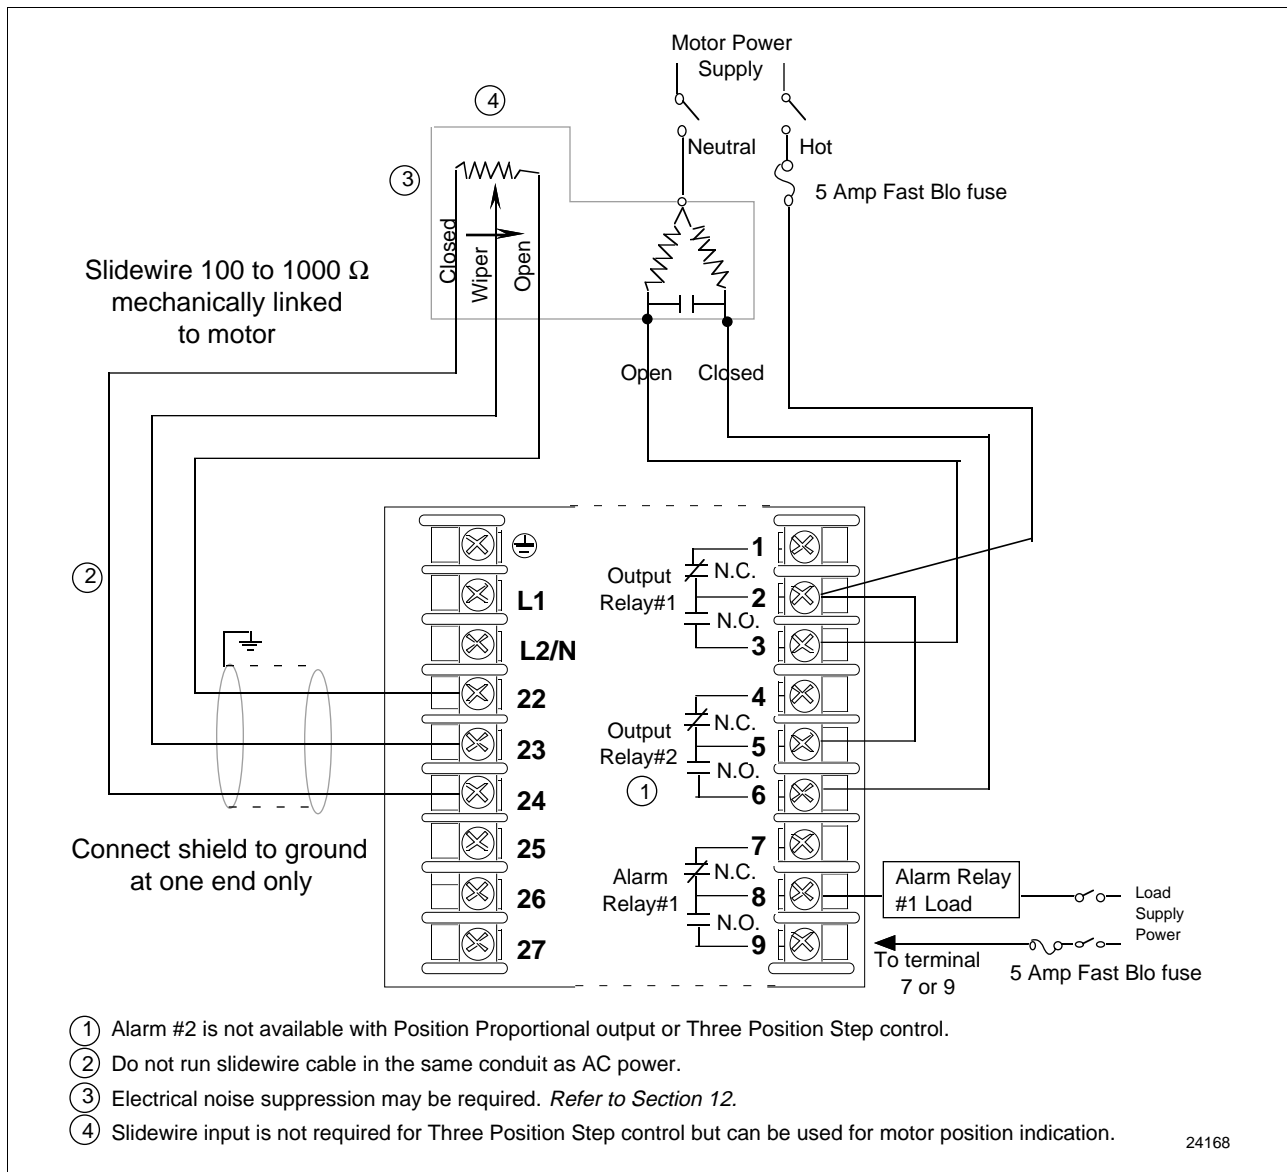 Motor Power
Supply
4
Neutral
Hot
3
5 Amp Fast Blo fuse
Closed
Wiper
Open
Slidewire 100 to 1000 Ω
mechanically linked
to motor
Open
Closed
2
L1
L2/N
22
23
24
25
26
27
Connect shield to ground
at one end only
Output
Relay#1
1
N.C.
2
N.O.
3
Output
Relay#2
1
4
N.C.
5
N.O.
6
Alarm
Relay#1
7
N.C.
8
N.O.
9
Alarm Relay
#1 Load
Load
Supply
Power
To terminal
7 or 9
5 Amp Fast Blo fuse
1 Alarm #2 is not available with Position Proportional output or Three Position Step control.
2 Do not run slidewire cable in the same conduit as AC power.
3 Electrical noise suppression may be required. Refer to Section 12.
4 Slidewire input is not required for Three Position Step control but can be used for motor position indication.
24168